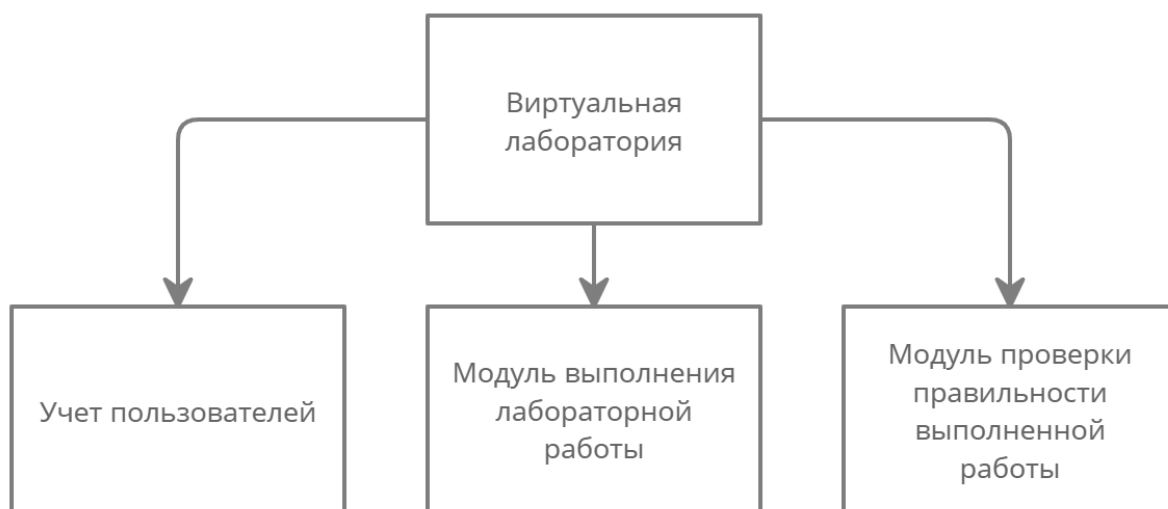 Виртуальная
лаборатория
Учет пользователей
Модуль выполнения
лабораторной
работы
Модуль проверки
правильности
выполненной
работы